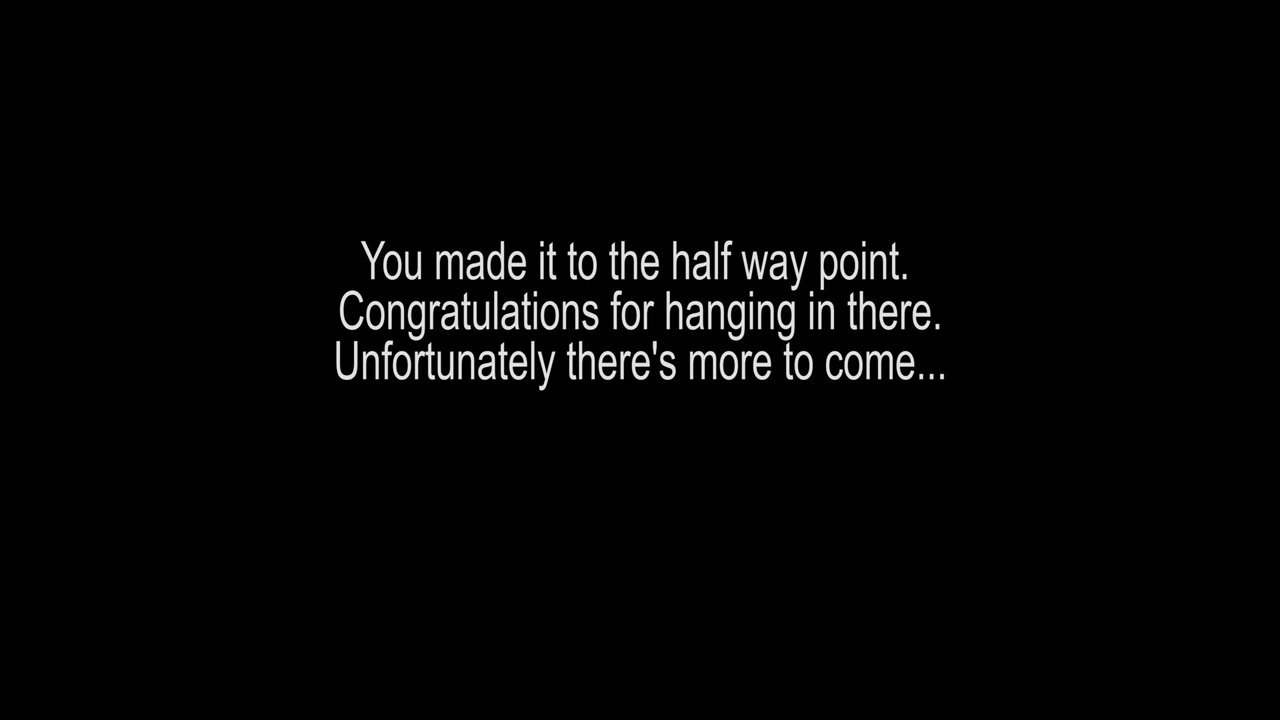 You made it to the half way point.
Congratulations for hanging in there.
Unfortunately there's more to come...